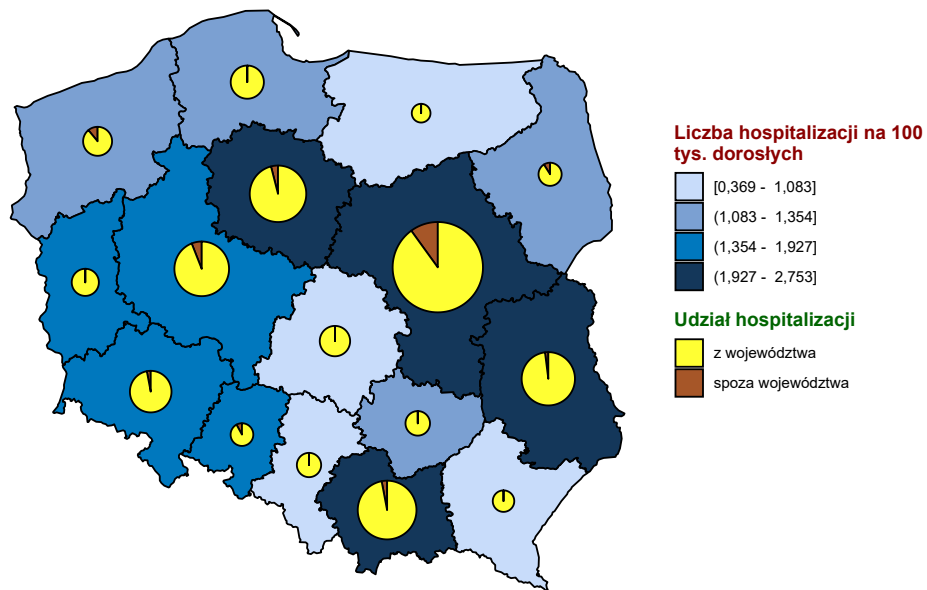 Liczba hospitalizacji na 100
tys. dorosłych
[0,369 - 1,083]
(1,083 - 1,354]
(1,354 - 1,927]
(1,927 - 2,753]
Udział hospitalizacji
z województwa
spoza województwa